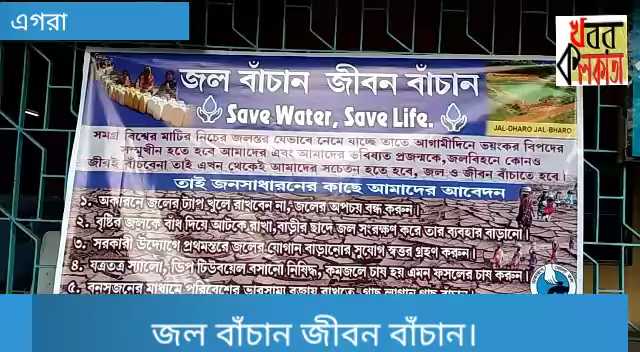 এগরা
খবর
কলকাতা
জল বাঁচান জীবন বাঁচান
Save Water, Save Life.
JAL-DHARO JAL-BHARO
সমগ্র বিশ্বের মাটির নিচের জলস্তর যেভাবে নেমে যাচ্ছে তাতে আগামীদিনে ভয়ংকর বিপদের
সম্মুখীন হতে হবে আমাদের এবং আমাদের ভবিষ্যত প্রজন্মকে,জলবিহনে কোনও
জীবই বাঁচবেনা তাই এখন থেকেই আমাদের সচেতন হতে হবে, জল ও জীবন বাঁচাতে হবে।
তাই জনসাধারনের কাছে আমাদের আবেদন
১. অকারনে জলের ট্যাপ খুলে রাখবেন না, জলের অপচয় বন্ধ করুন।
২. বৃষ্টির জলকে বাঁধ দিয়ে আটকে রাখা,বাড়ীর ছাদে জল সংরক্ষণ করে তার ব্যবহার বাড়ানো।
৩. সরকারী উদ্যোগে প্রথমস্তরে জলের যোগান বাড়ানোর সুযোগ স্বত্তর গ্রহণ করুন।
৪. যত্রতত্র স্যালো, ডিপ টিউবয়েল বসানো নিষিদ্ধ, কমজলে চাষ হয় এমন ফসলের চাষ করুন।
৫. বনসৃজনের মাধ্যমে পরিবেশের ভারসাম্য বজায় রাখতে গাছ লাগান গাছ বাঁচান।
জল বাঁচান জীবন বাঁচান।